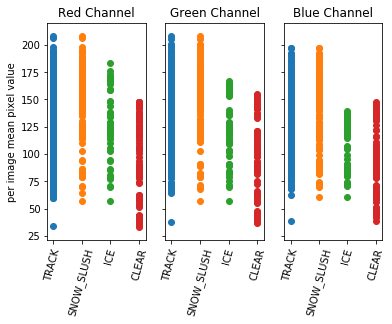 Red Channel
Green Channel
Blue Channel
per image mean pixel value
200
175
150
125
100
75
50
25
TRACK
SNOW_SLUSH
ICE
CLEAR
TRACK
SNOW_SLUSH
ICE
CLEAR
TRACK
SNOW_SLUSH
ICE
CLEAR